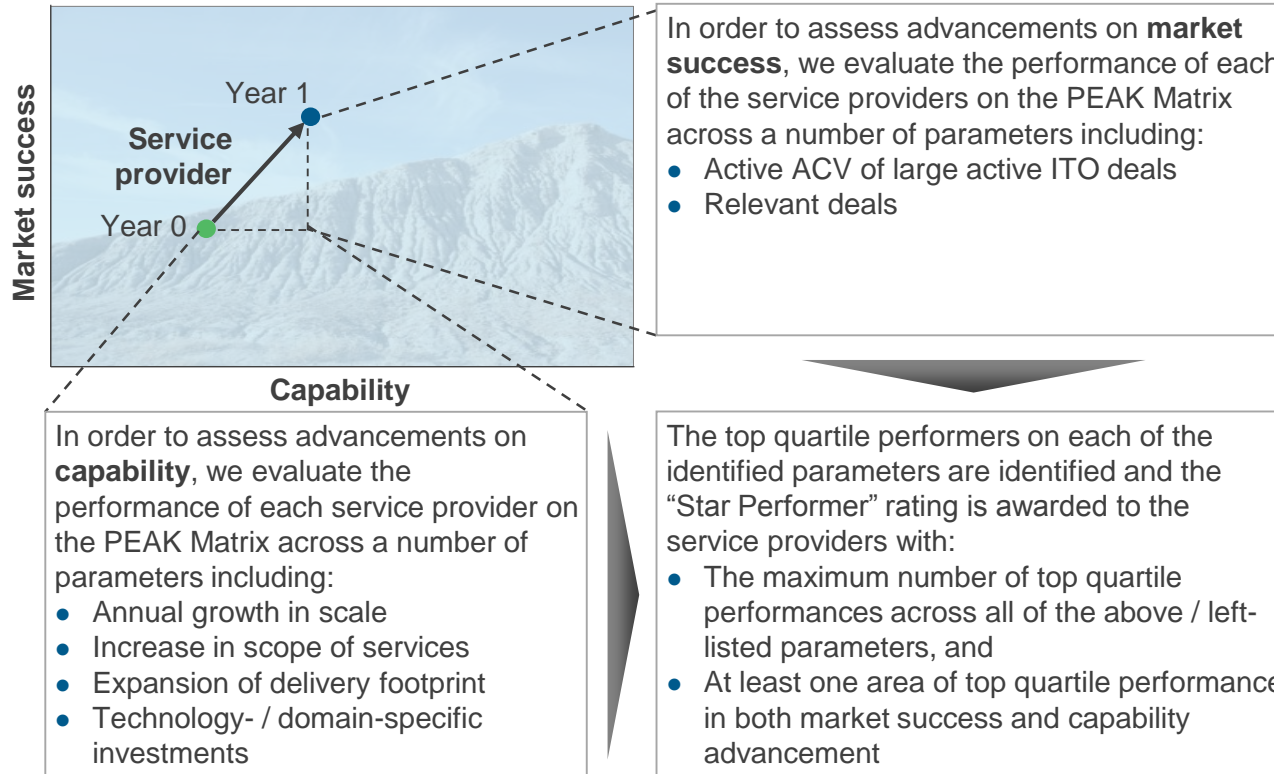 Market success
Year 1
Service
provider
Year 0
Capability
In order to assess advancements on market
success, we evaluate the performance of each
of the service providers on the PEAK Matrix
across a number of parameters including:
● Active ACV of large active ITO deals
● Relevant deals
In order to assess advancements on
capability, we evaluate the
performance of each service provider on
the PEAK Matrix across a number of
parameters including:
● Annual growth in scale
● Increase in scope of services
● Expansion of delivery footprint
● Technology- / domain-specific
investments
The top quartile performers on each of the
identified parameters are identified and the
“Star Performer” rating is awarded to the
service providers with:
● The maximum number of top quartile
performances across all of the above / left-
listed parameters, and
● At least one area of top quartile performance
in both market success and capability
advancement